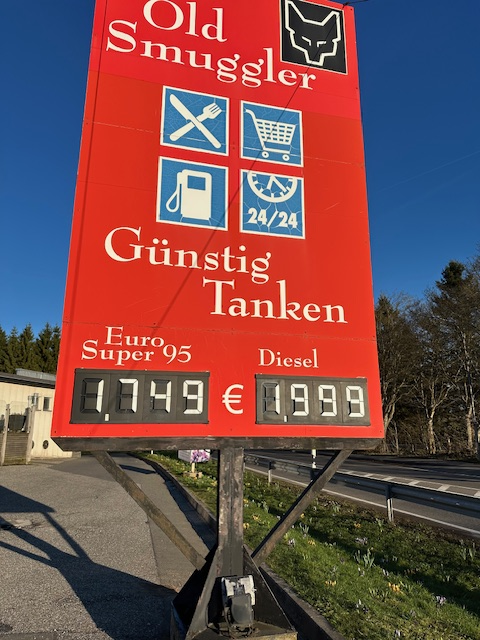 Old
Smuggler
24/24
Günstig
Tanken
Euro
Super 95
Diesel
1,749 € 1,999